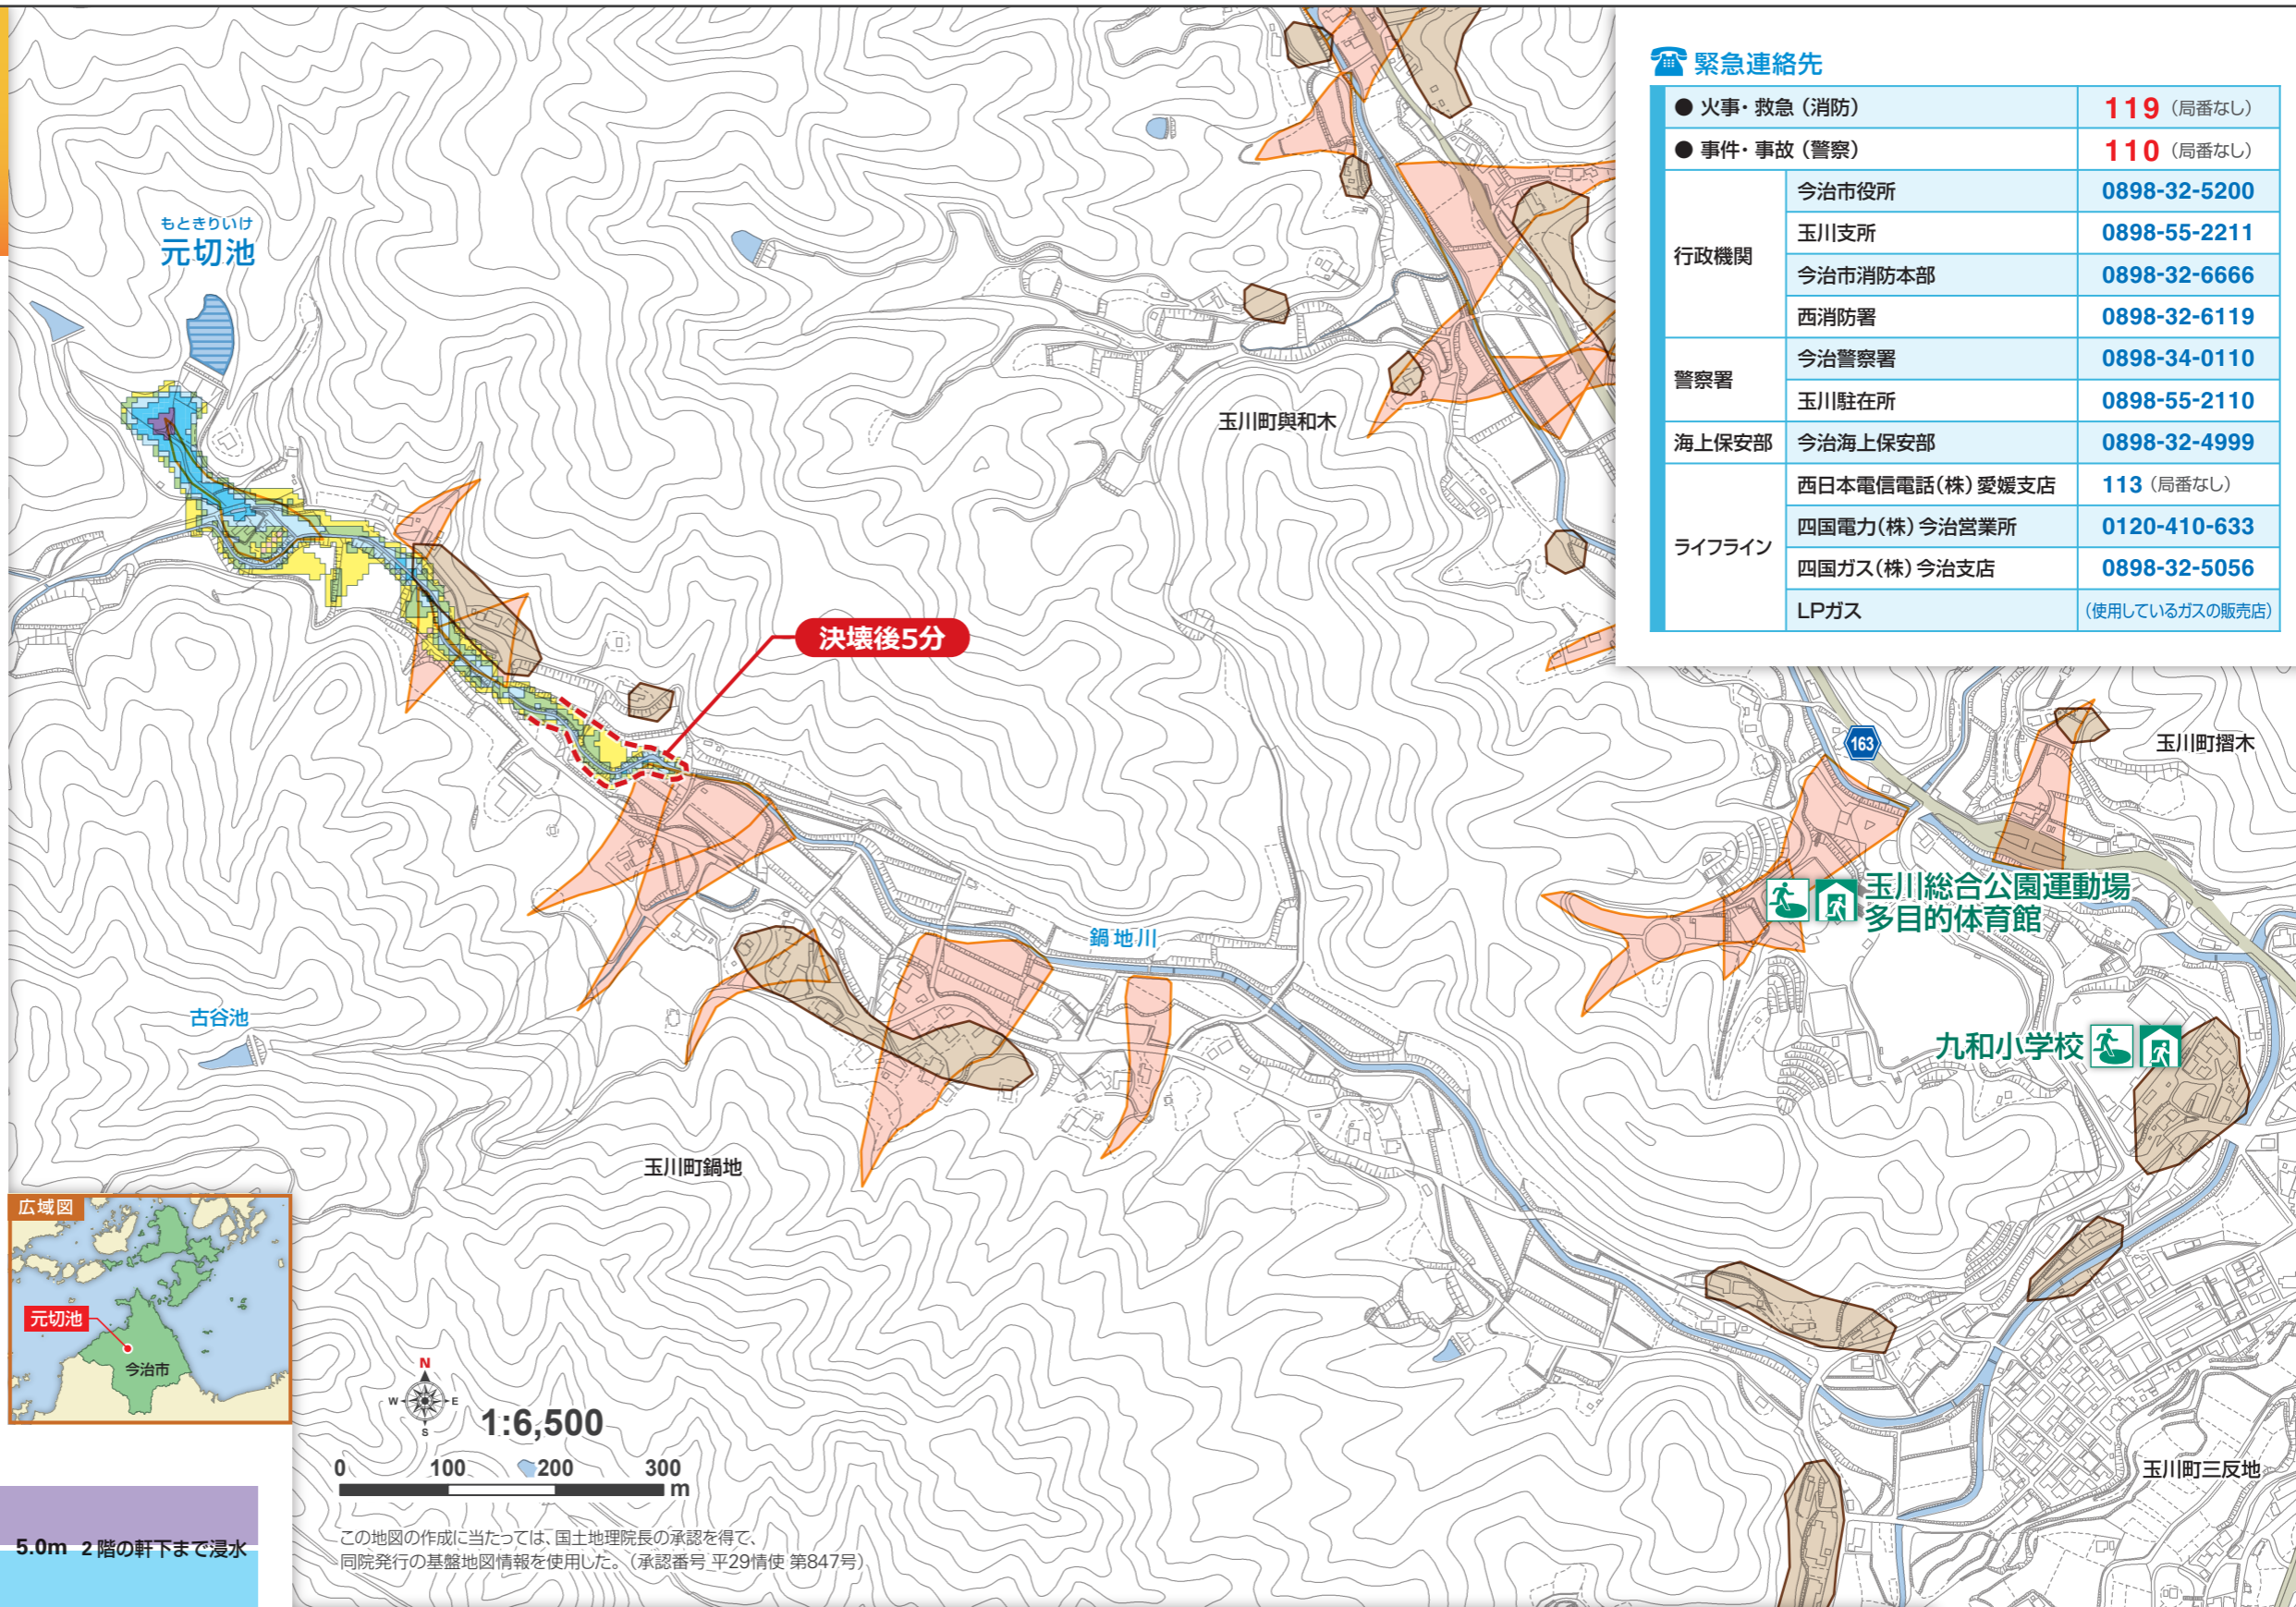 緊急連絡先
● 火事・救急（消防） 119（局番なし）
● 事件・事故（警察） 110（局番なし）
行政機関
今治市役所 0898-32-5200
玉川支所 0898-55-2211
今治市消防本部 0898-32-6666
西消防署 0898-32-6119
警察署
今治警察署 0898-34-0110
玉川駐在所 0898-55-2110
海上保安部 今治海上保安部 0898-32-4999
ライフライン
西日本電信電話（株）愛媛支店 113（局番なし）
四国電力（株）今治営業所 0120-410-633
四国ガス（株）今治支店 0898-32-5056
LPガス （使用しているガスの販売店）
もときりいけ
元切池
玉川町與和木
決壊後5分
163
玉川町摺木
玉川総合公園運動場
多目的体育館
鍋地川
古谷池
九和小学校
玉川町鍋地
広域図
元切池
今治市
N
W E
S
1:6,500
0 100 200 300
m
玉川町三反地
5.0m 2階の軒下まで浸水
この地図の作成に当たっては、国土地理院長の承認を得て、
同院発行の基盤地図情報を使用した。（承認番号 平29情使 第847号）